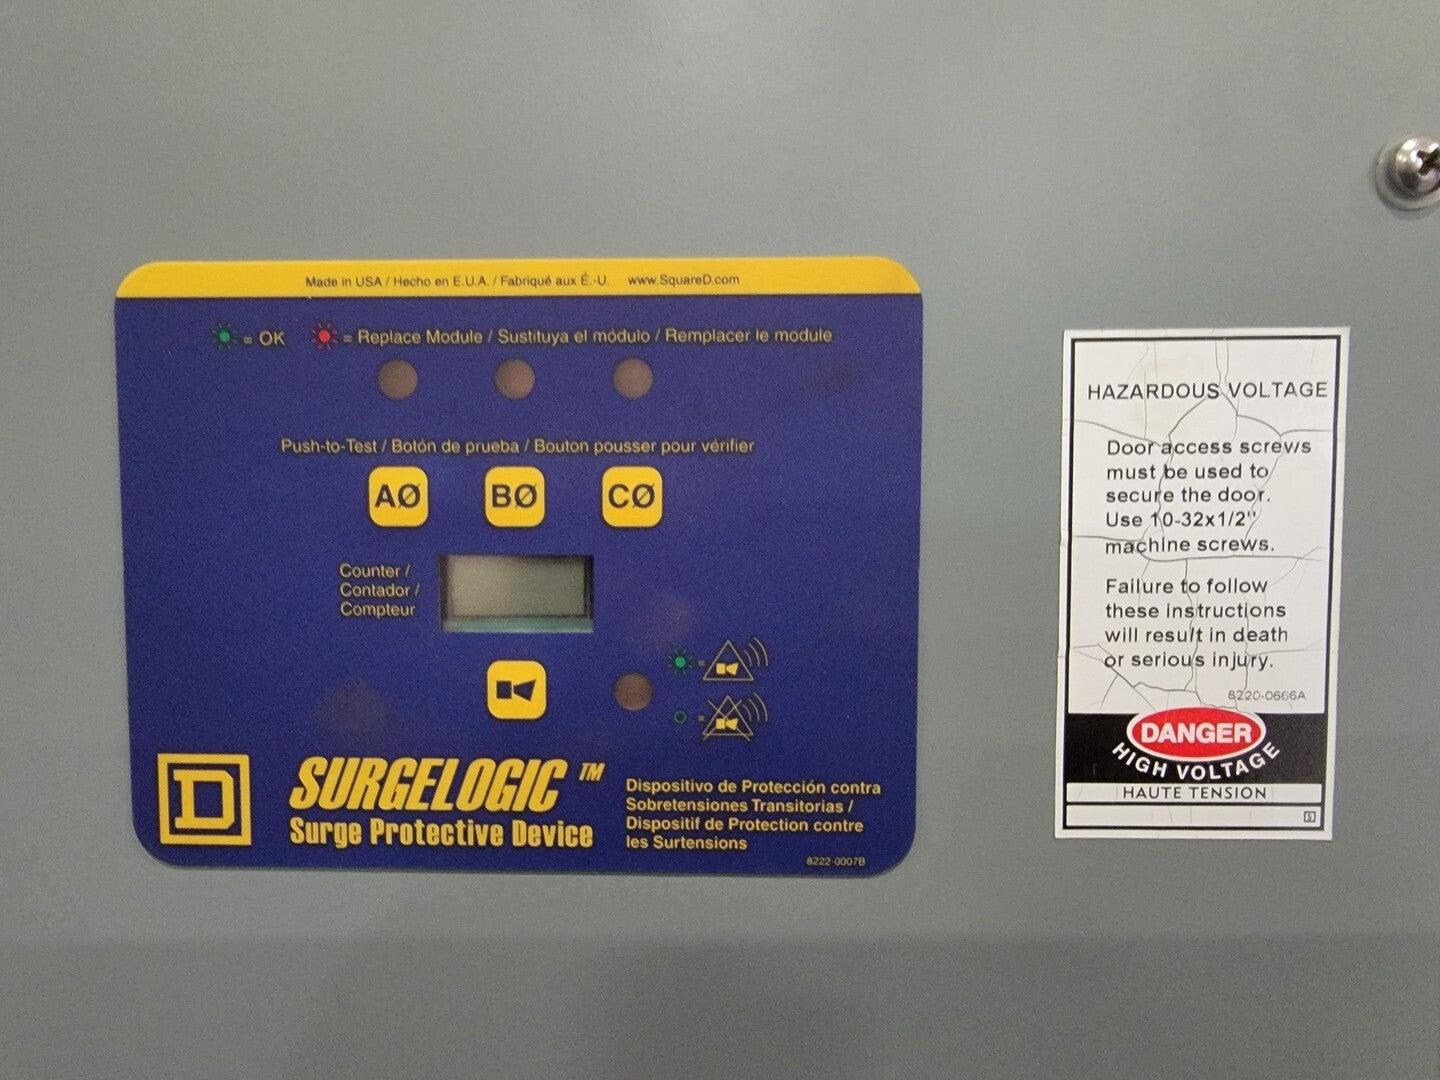 Made in USA / Hecho en E.U.A. / Fabriqué aux É.-U. www.SquareD.com
= OK = Replace Module / Sustituya el módulo / Remplacer le module
Push-to-Test / Botón de prueba / Bouton pousser pour vérifier
AØ BØ CØ
Counter /
Contador /
Compteur
=
=
D
SURGELOGIC™
Surge Protective Device
Dispositivo de Protección contra
Sobretensiones Transitorias /
Dispositif de Protection contre
les Surtensions
8222-0007B
HAZARDOUS VOLTAGE
Door access screws
must be used to
secure the door.
Use 10-32x1/2"
machine screws.
Failure to follow
these instructions
will result in death
or serious injury.
8220-0666A
DANGER
HIGH VOLTAGE
HAUTE TENSION